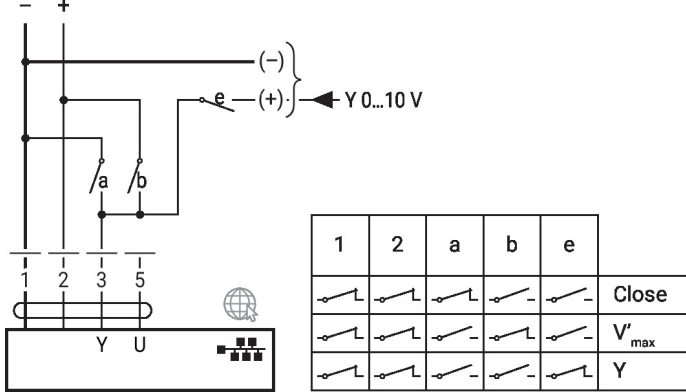 − +
(−)
e (+) Y 0...10 V
a b
1 2 3 5
Y U
1 2 a b e
Close
V'max
Y